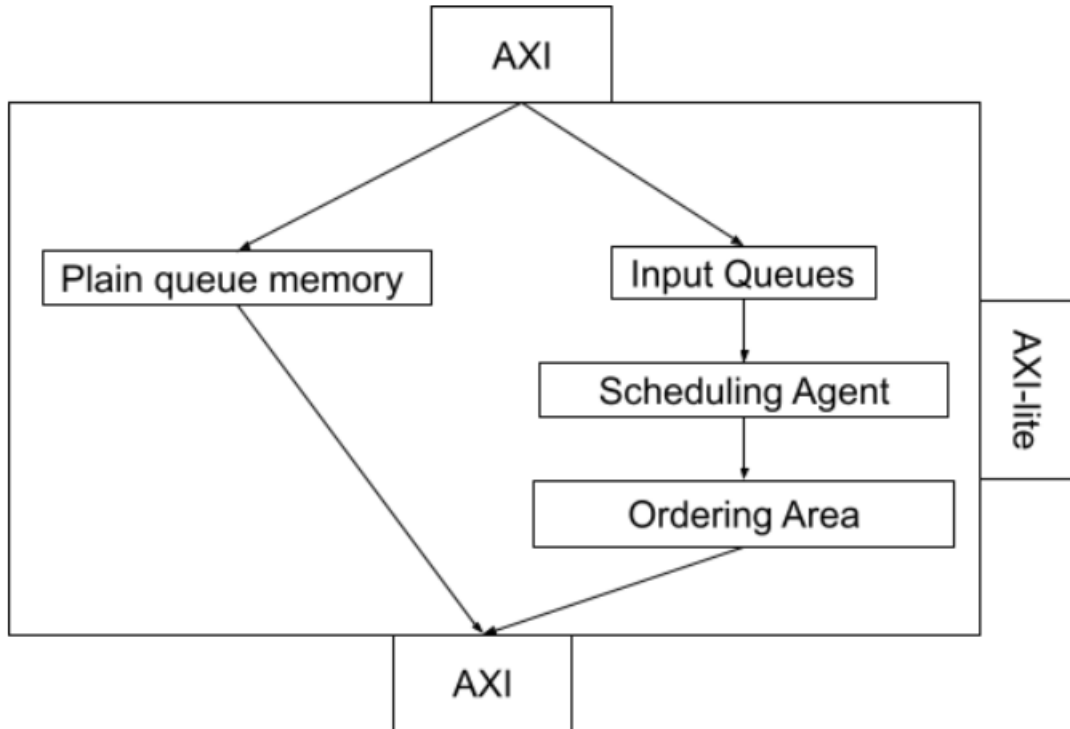 AXI
Plain queue memory
Input Queues
Scheduling Agent
Ordering Area
AXI-lite
AXI